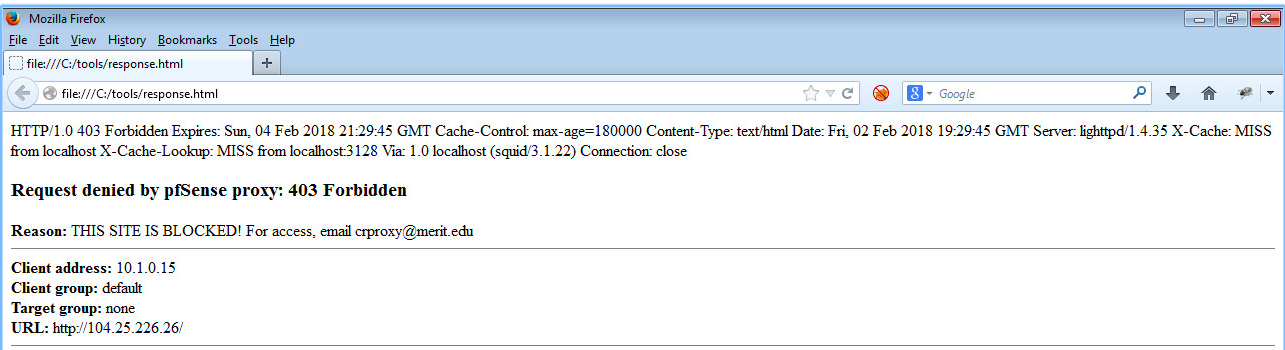 Mozilla Firefox
File Edit View History Bookmarks Tools Help
file:///C:/tools/response.html
file:///C:/tools/response.html
8 Google
HTTP/1.0 403 Forbidden Expires: Sun, 04 Feb 2018 21:29:45 GMT Cache-Control: max-age=180000 Content-Type: text/html Date: Fri, 02 Feb 2018 19:29:45 GMT Server: lighttpd/1.4.35 X-Cache: MISS
from localhost X-Cache-Lookup: MISS from localhost:3128 Via: 1.0 localhost (squid/3.1.22) Connection: close
Request denied by pfSense proxy: 403 Forbidden
Reason: THIS SITE IS BLOCKED! For access, email crproxy@merit.edu
Client address: 10.1.0.15
Client group: default
Target group: none
URL: http://104.25.226.26/